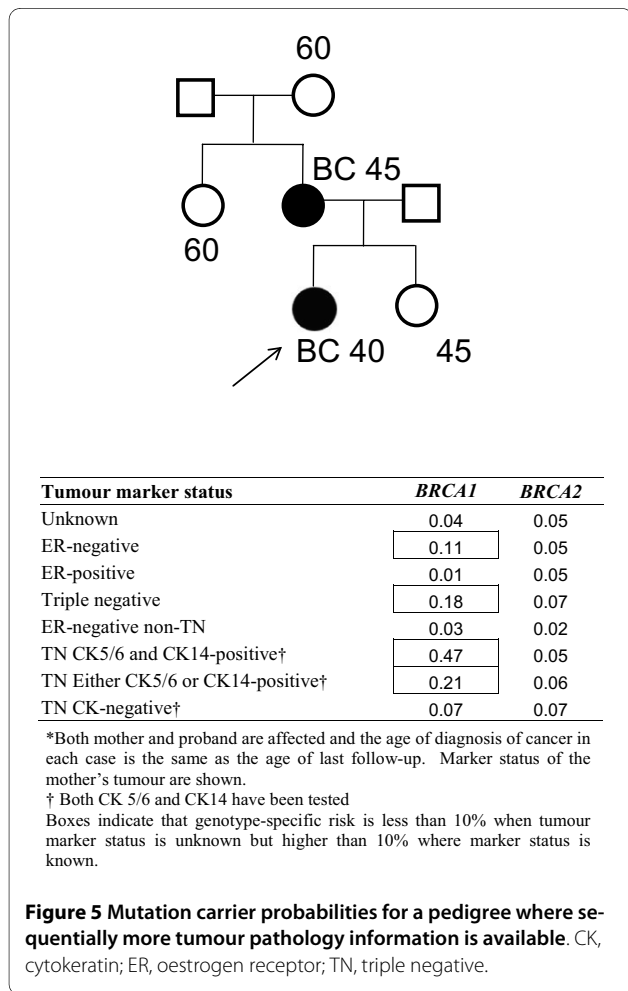 60
BC 45
60
BC 40
45
Tumour marker status BRCA1 BRCA2
Unknown 0.04 0.05
ER-negative 0.11 0.05
ER-positive 0.01 0.05
Triple negative 0.18 0.07
ER-negative non-TN 0.03 0.02
TN CK5/6 and CK14-positive† 0.47 0.05
TN Either CK5/6 or CK14-positive† 0.21 0.06
TN CK-negative† 0.07 0.07
*Both mother and proband are affected and the age of diagnosis of cancer in
each case is the same as the age of last follow-up. Marker status of the
mother's tumour are shown.
† Both CK 5/6 and CK14 have been tested
Boxes indicate that genotype-specific risk is less than 10% when tumour
marker status is unknown but higher than 10% where marker status is
known.
Figure 5 Mutation carrier probabilities for a pedigree where se-
quentially more tumour pathology information is available. CK,
cytokeratin; ER, oestrogen receptor; TN, triple negative.